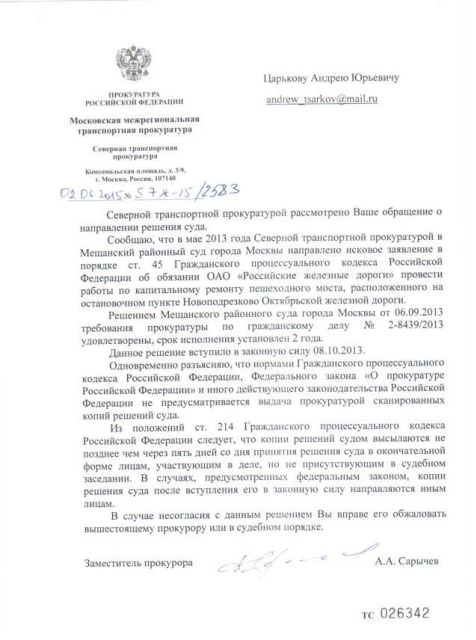 Царькову Андрею Юрьевичу
andrew_tsarkov@mail.ru
ПРОКУРАТУРА
РОССИЙСКОЙ ФЕДЕРАЦИИ
Московская межрегиональная
транспортная прокуратура
Северная транспортная
прокуратура
Комсомольская площадь, д. 3/9,
г. Москва, Россия, 107140
02.06.2015 № 57ж-15/2583
Северной транспортной прокуратурой рассмотрено Ваше обращение о
направлении решения суда.
Сообщаю, что в мае 2013 года Северной транспортной прокуратурой в
Мещанский районный суд города Москвы направлено исковое заявление в
порядке ст. 45 Гражданского процессуального кодекса Российской
Федерации об обязании ОАО «Российские железные дороги» провести
работы по капитальному ремонту пешеходного моста, расположенного на
остановочном пункте Новоподрезково Октябрьской железной дороги.
Решением Мещанского районного суда города Москвы от 06.09.2013
требования прокуратуры по гражданскому делу № 2-8439/2013
удовлетворены, срок исполнения установлен 2 года.
Данное решение вступило в законную силу 08.10.2013.
Одновременно разъясняю, что нормами Гражданского процессуального
кодекса Российской Федерации, Федерального закона «О прокуратуре
Российской Федерации» и иного действующего законодательства Российской
Федерации не предусматривается выдача прокуратурой сканированных
копий решений суда.
Из положений ст. 214 Гражданского процессуального кодекса
Российской Федерации следует, что копии решений судом высылаются не
позднее чем через пять дней со дня принятия решения суда в окончательной
форме лицам, участвующим в деле, но не присутствующим в судебном
заседании. В случаях, предусмотренных федеральным законом, копии
решения суда после вступления его в законную силу направляются иным
лицам.
В случае несогласия с данным решением Вы вправе его обжаловать
вышестоящему прокурору или в судебном порядке.
Заместитель прокурора А.А. Сарычев
ТС 026342